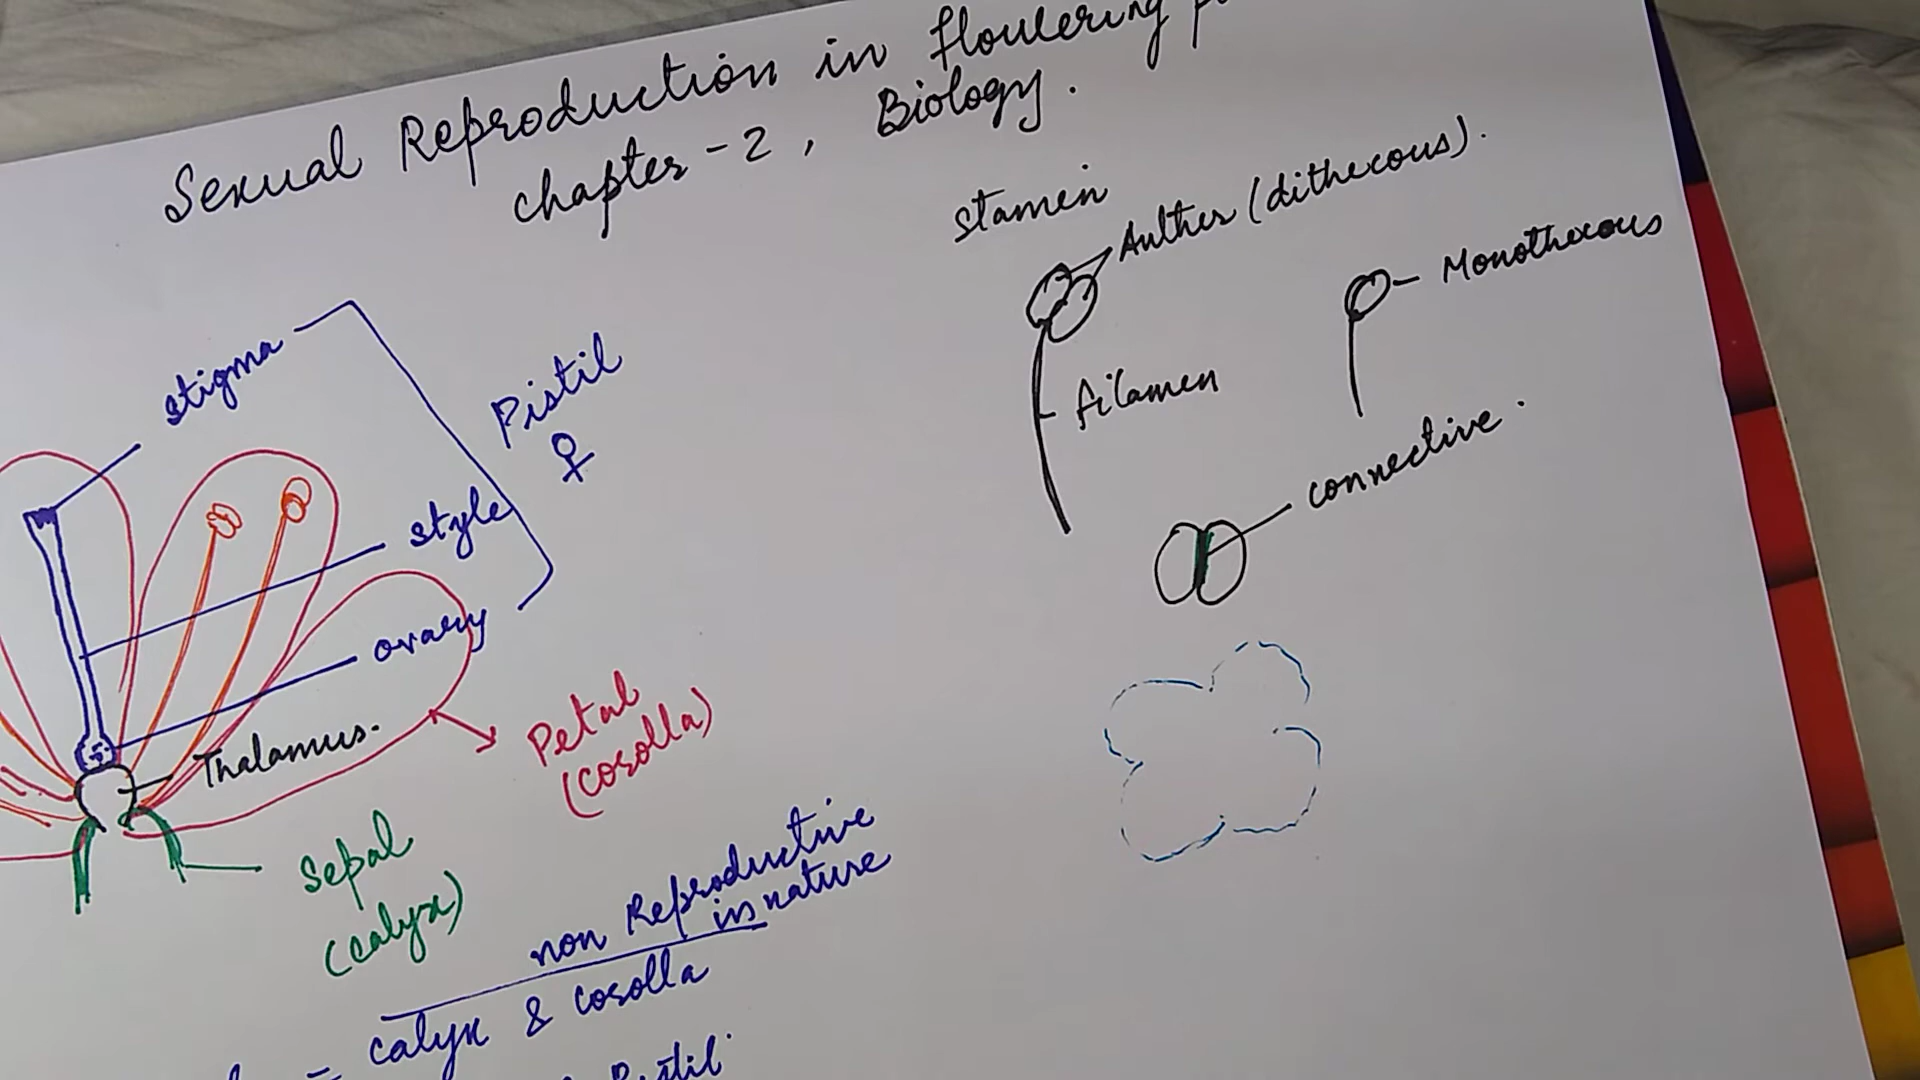 Sexual Reproduction in flowering
chapter - 2 , Biology .
stamen
Anther (dithecous).
Monothecous
filamen
connective .
stigma
Pistil
♀
style
ovary
Thalamus.
Petal
(corolla)
Sepal
(calyx)
non Reproductive
in nature
= calyx & corolla
Pistil